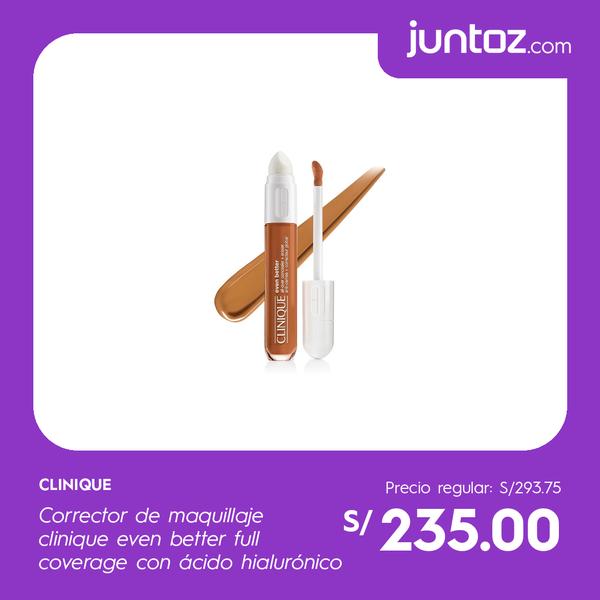 juntoz.com
CLINIQUE
even better
CLINIQUE
Precio regular: S/293.75
Corrector de maquillaje
clinique even better full
coverage con ácido hialurónico
S/235.00